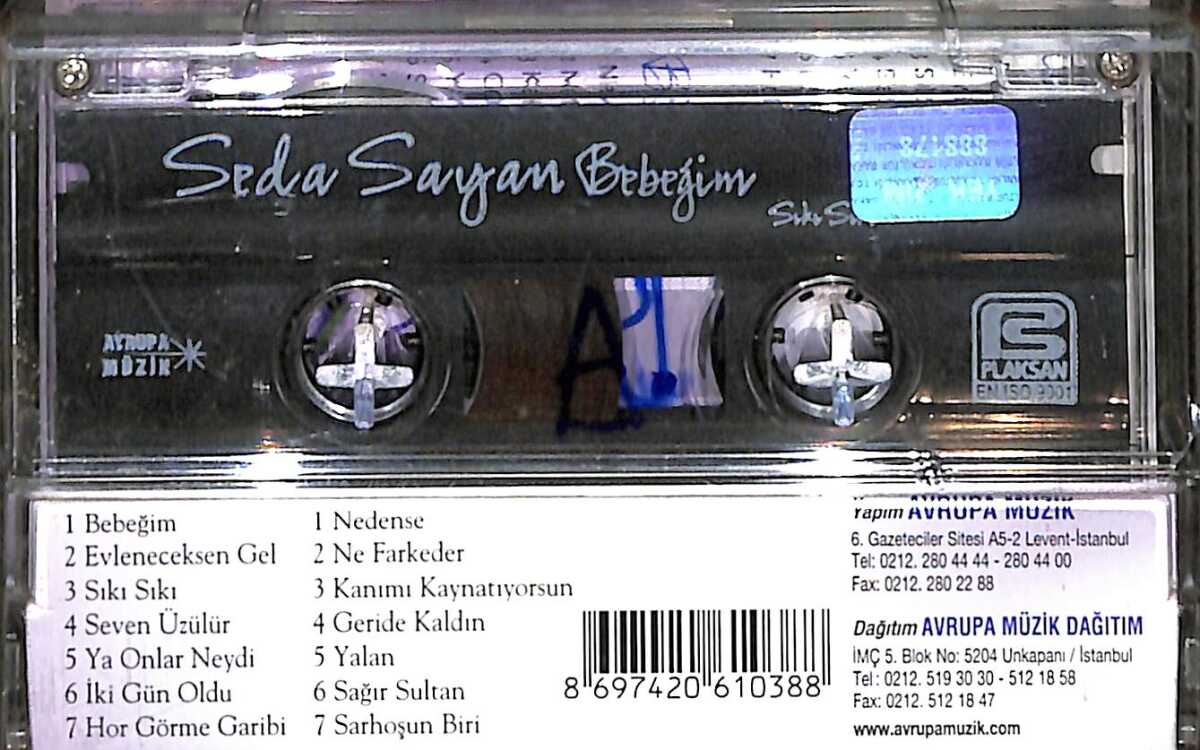 Seda Sayan Bebeğim
Sıkı
AVRUPA
MÜZİK
A
PLAKSAN
EN ISO 9001
1 Bebeğim
2 Evleneceksen Gel
3 Sıkı Sıkı
4 Seven Üzülür
5 Ya Onlar Neydi
6 İki Gün Oldu
7 Hor Görme Garibi
1 Nedense
2 Ne Farkeder
3 Kanımı Kaynatıyorsun
4 Geride Kaldın
5 Yalan
6 Sağır Sultan
7 Sarhoşun Biri
8 697420 610388
Yapım AVRUPA MÜZİK
6. Gazeteciler Sitesi A5-2 Levent-İstanbul
Tel: 0212. 280 44 44 - 280 44 00
Fax: 0212. 280 22 88
Dağıtım AVRUPA MÜZİK DAĞITIM
İMÇ 5. Blok No: 5204 Unkapanı / İstanbul
Tel: 0212. 519 30 30 - 512 18 58
Fax: 0212. 512 18 47
www.avrupamuzik.com